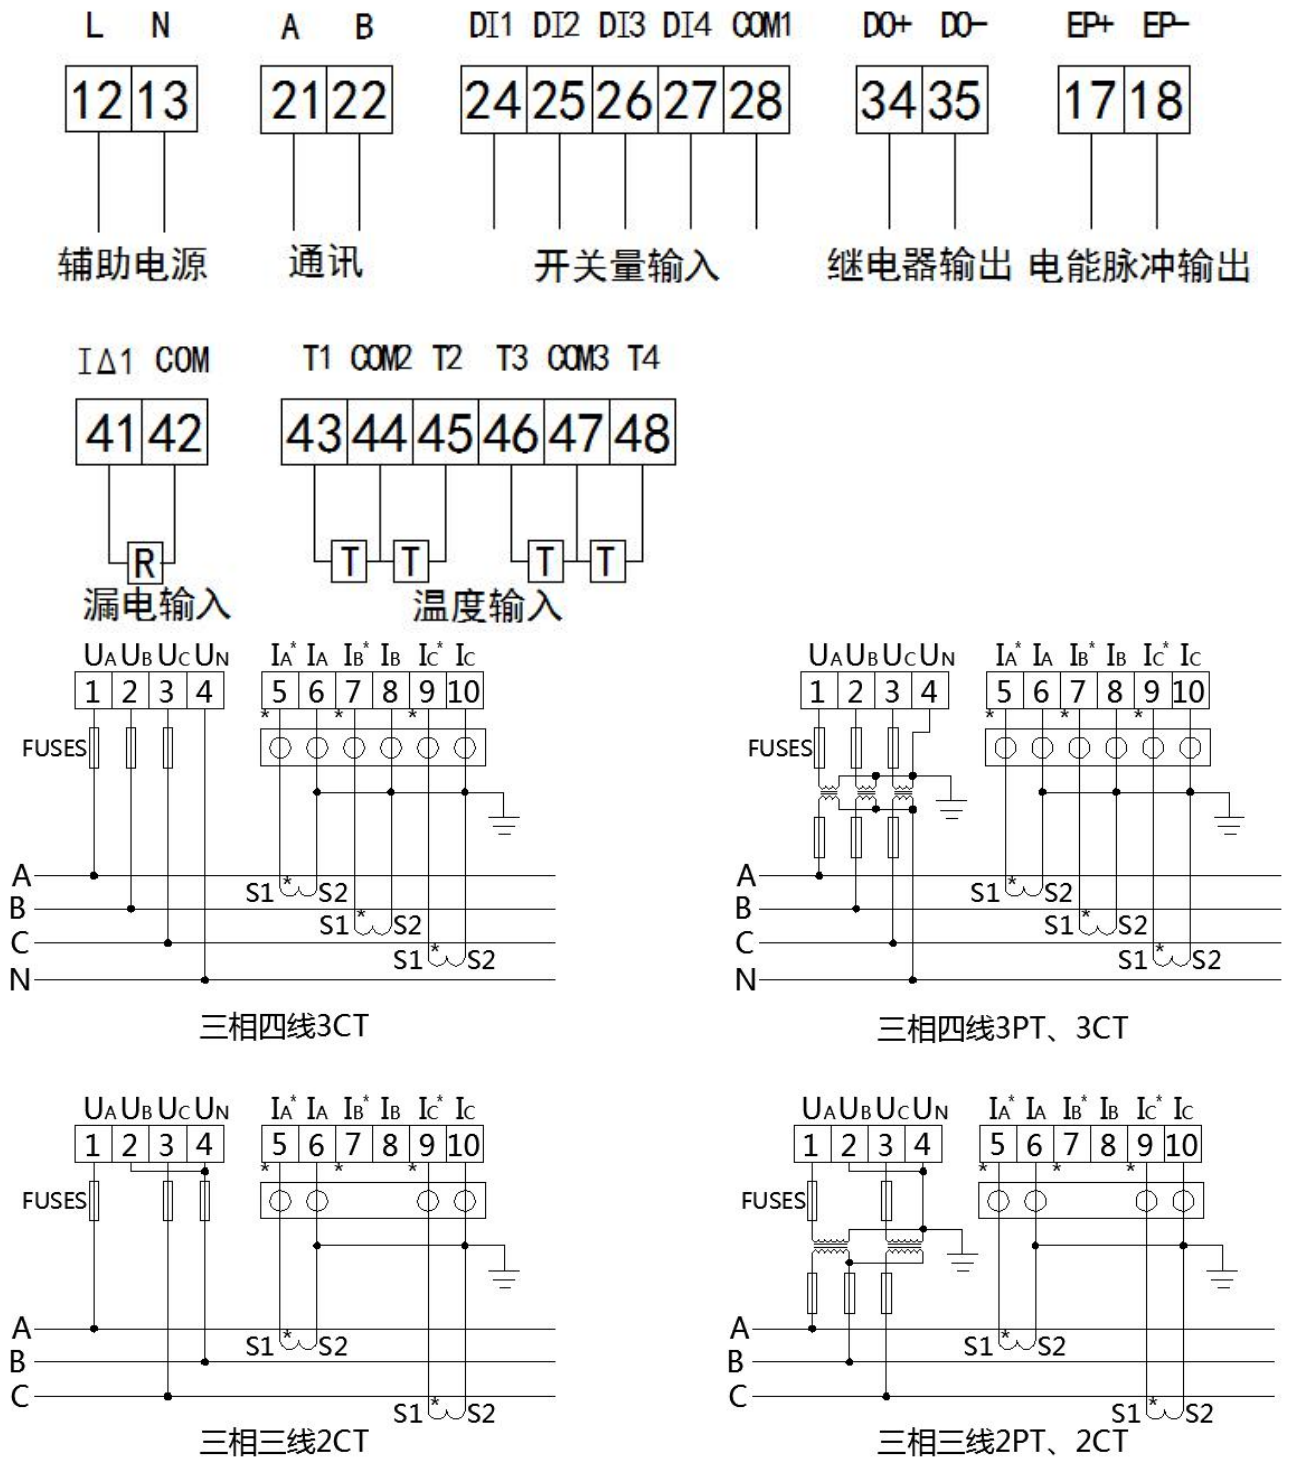 L N A B DI1 DI2 DI3 DI4 COM1 DO+ DO- EP+ EP-
12 13 21 22 24 25 26 27 28 34 35 17 18
辅助电源 通讯 开关量输入 继电器输出 电能脉冲输出
IΔ1 COM T1 COM2 T2 T3 COM3 T4
41 42 43 44 45 46 47 48
R T T T T
漏电输入 温度输入
UA UB UC UN IA* IA IB* IB IC* IC
1 2 3 4 5 6 7 8 9 10
* * *
FUSES
A
S1 * S2
B
S1 * S2
C
S1 * S2
N
三相四线3CT
UA UB UC UN IA* IA IB* IB IC* IC
1 2 3 4 5 6 7 8 9 10
* * *
FUSES
A
S1 * S2
B
S1 * S2
C
S1 * S2
N
三相四线3PT、3CT
UA UB UC UN IA* IA IB* IB IC* IC
1 2 3 4 5 6 7 8 9 10
* * *
FUSES
A
S1 * S2
B
C
S1 * S2
三相三线2CT
UA UB UC UN IA* IA IB* IB IC* IC
1 2 3 4 5 6 7 8 9 10
* * *
FUSES
A
S1 * S2
B
C
S1 * S2
三相三线2PT、2CT